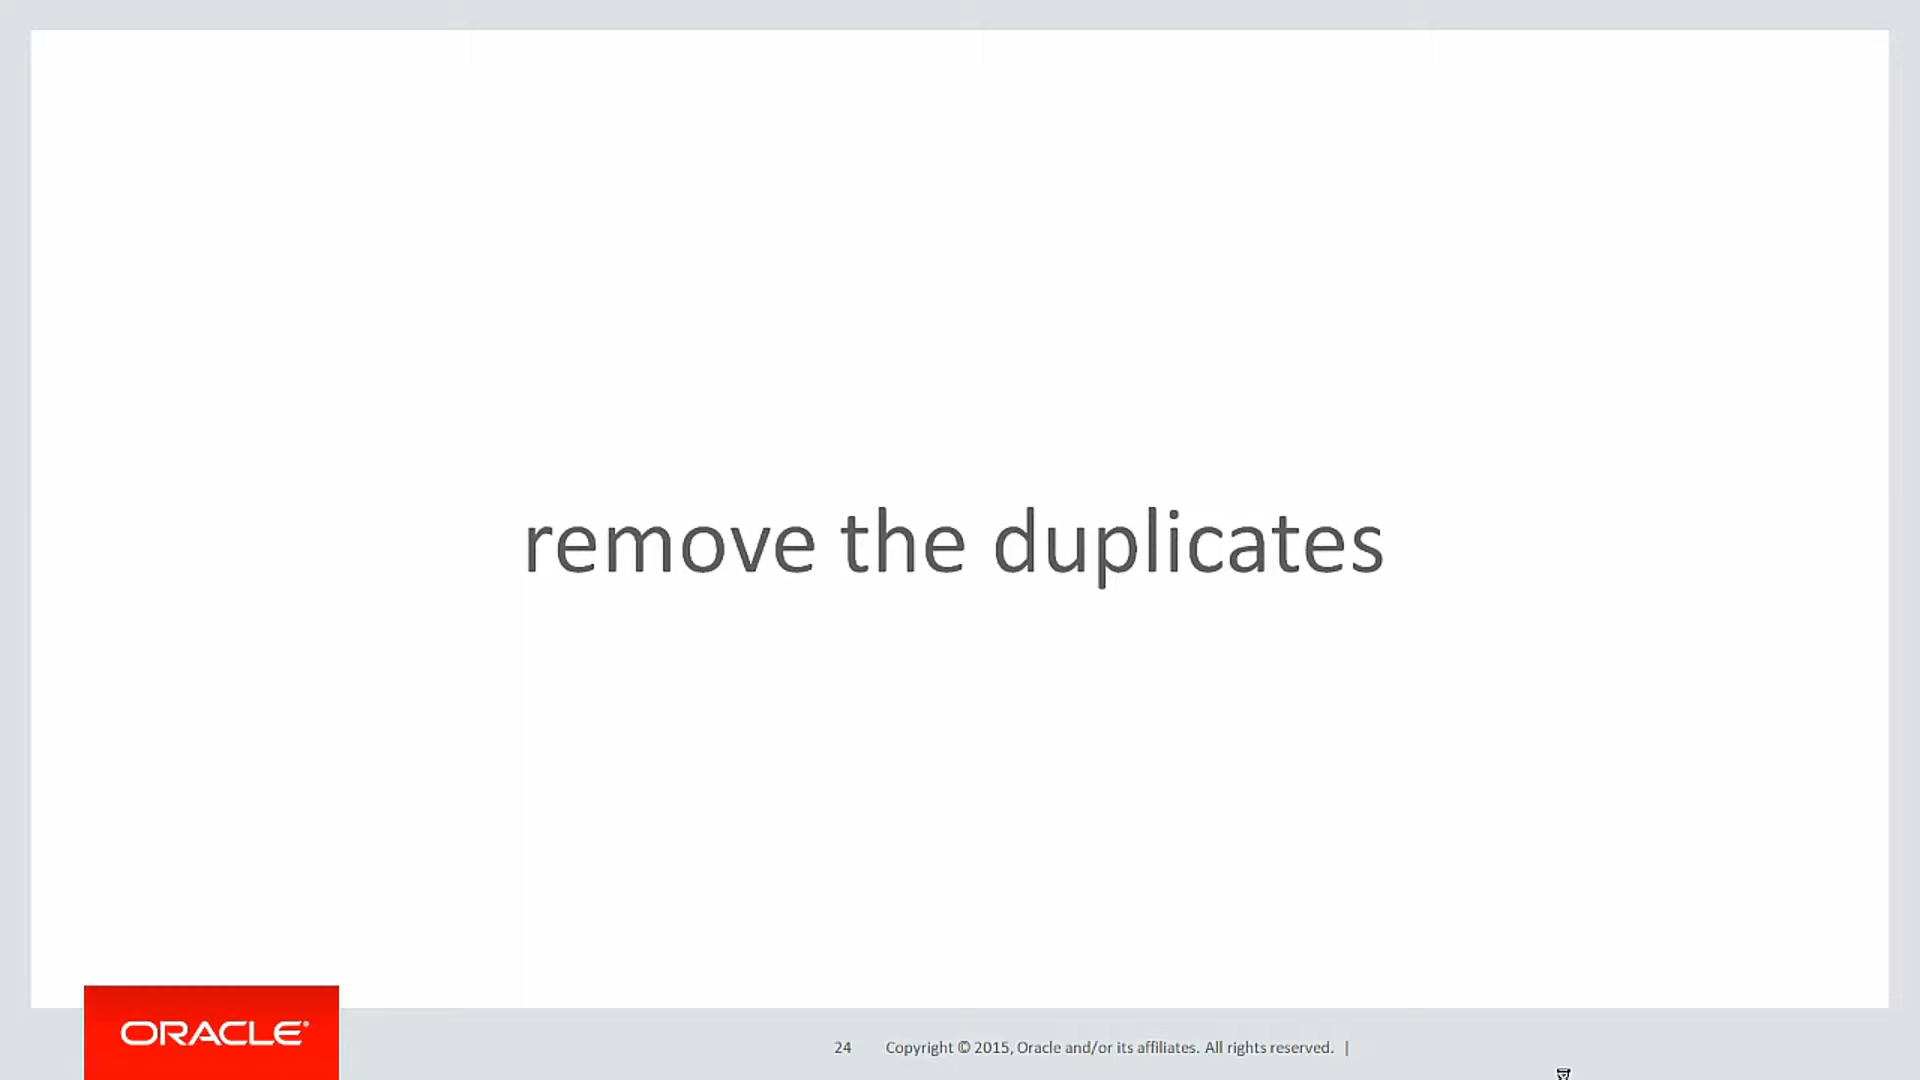 remove the duplicates
ORACLE®
24 Copyright © 2015, Oracle and/or its affiliates. All rights reserved. |